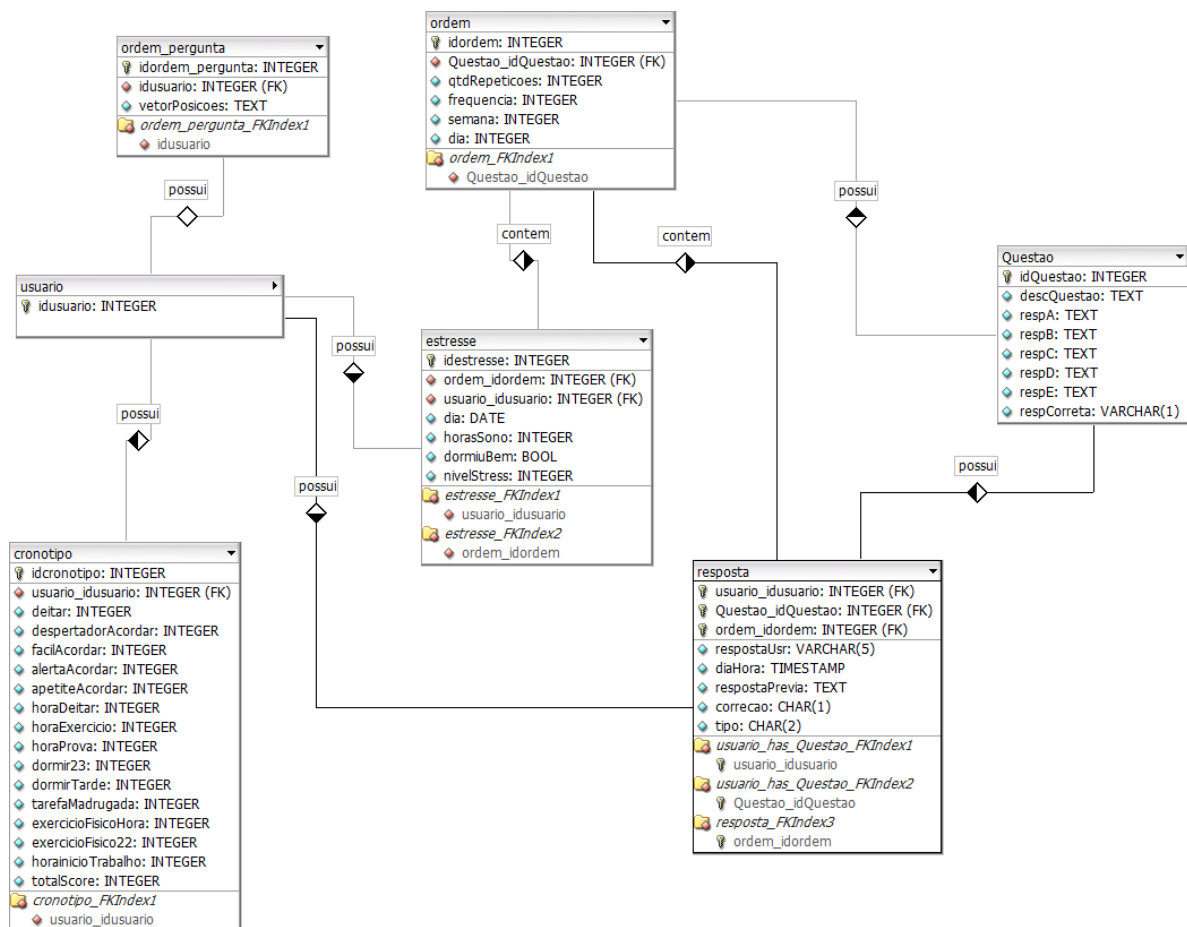 ordem_pergunta
idordem_pergunta: INTEGER
idusuario: INTEGER (FK)
vetorPosicoes: TEXT
ordem_pergunta_FKIndex1
idusuario
ordem
idordem: INTEGER
Questao_idQuestao: INTEGER (FK)
qtdRepeticoes: INTEGER
frequencia: INTEGER
semana: INTEGER
dia: INTEGER
ordem_FKIndex1
Questao_idQuestao
possui
possui
contem
contem
usuario
idusuario: INTEGER
Questao
idQuestao: INTEGER
descQuestao: TEXT
respA: TEXT
respB: TEXT
respC: TEXT
respD: TEXT
respE: TEXT
respCorreta: VARCHAR(1)
possui
estresse
idestresse: INTEGER
ordem_idordem: INTEGER (FK)
usuario_idusuario: INTEGER (FK)
dia: DATE
horasSono: INTEGER
dormiuBem: BOOL
nivelStress: INTEGER
estresse_FKIndex1
usuario_idusuario
estresse_FKIndex2
ordem_idordem
possui
possui
possui
cronotipo
idcronotipo: INTEGER
usuario_idusuario: INTEGER (FK)
deitar: INTEGER
despertadorAcordar: INTEGER
facilAcordar: INTEGER
alertaAcordar: INTEGER
apetiteAcordar: INTEGER
horaDeitar: INTEGER
horaExercicio: INTEGER
horaProva: INTEGER
dormir23: INTEGER
dormirTarde: INTEGER
tarefaMadrugada: INTEGER
exercicioFisicoHora: INTEGER
exercicioFisico22: INTEGER
horainicioTrabalho: INTEGER
totalScore: INTEGER
cronotipo_FKIndex1
usuario_idusuario
resposta
usuario_idusuario: INTEGER (FK)
Questao_idQuestao: INTEGER (FK)
ordem_idordem: INTEGER (FK)
respostaUsr: VARCHAR(5)
diaHora: TIMESTAMP
respostaPrevia: TEXT
correcao: CHAR(1)
tipo: CHAR(2)
usuario_has_Questao_FKIndex1
usuario_idusuario
usuario_has_Questao_FKIndex2
Questao_idQuestao
resposta_FKIndex3
ordem_idordem